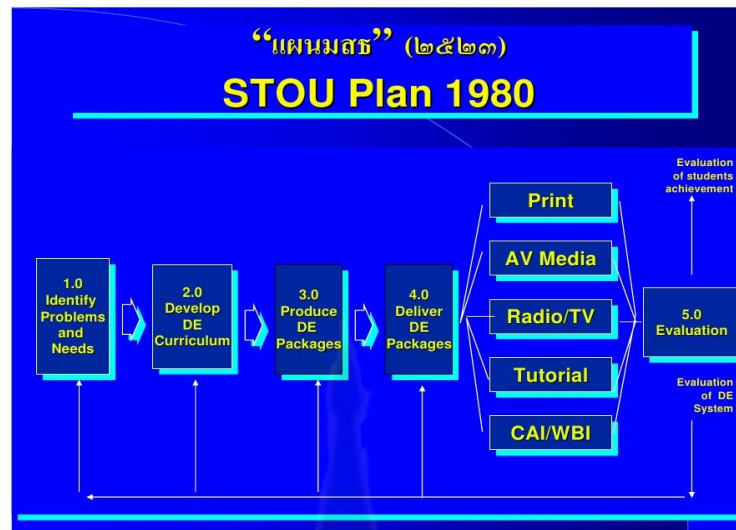 “แผนมสธ” (๒๕๒๓)
STOU Plan 1980
1.0
Identify
Problems
and
Needs
2.0
Develop
DE
Curriculum
3.0
Produce
DE
Packages
4.0
Deliver
DE
Packages
Print
AV Media
Radio/TV
Tutorial
CAI/WBI
Evaluation
of students
achievement
5.0
Evaluation
Evaluation
of DE
System